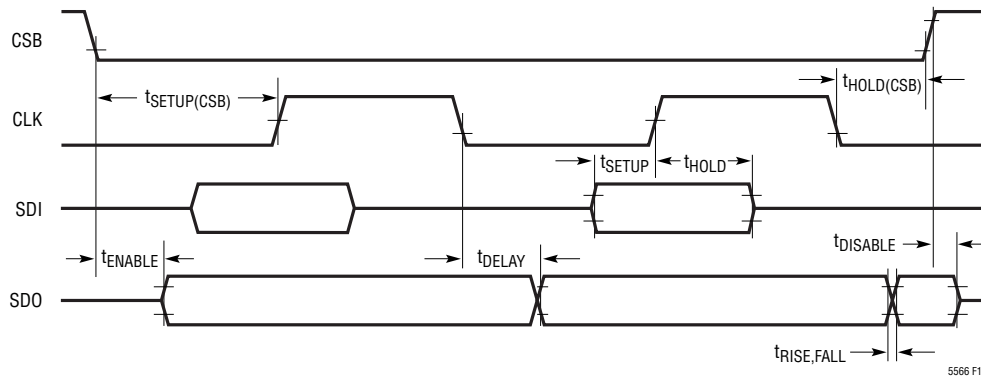 CSB
tSETUP(CSB)
tHOLD(CSB)
CLK
tSETUP
tHOLD
SDI
tENABLE
tDELAY
tDISABLE
SDO
tRISE,FALL
5566 F1